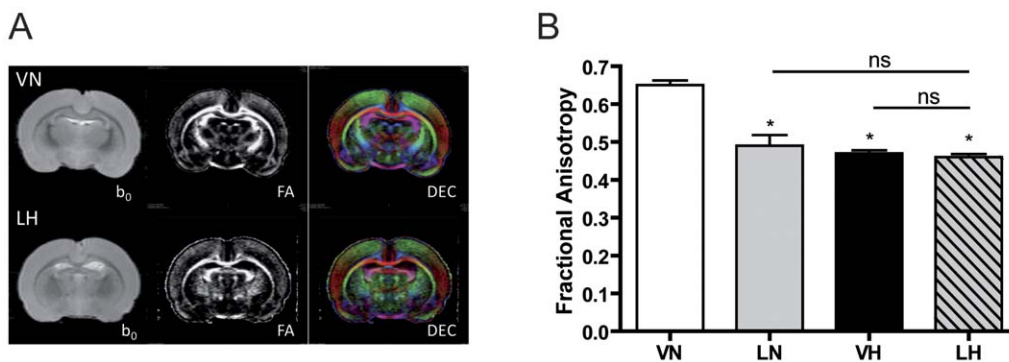 A
VN
b0
FA
DEC
LH
b0
FA
DEC
B
Fractional Anisotropy
0.7
0.6
0.5
0.4
0.3
0.2
0.1
0.0
ns
ns
*
*
*
VN
LN
VH
LH